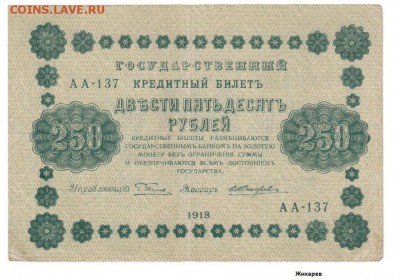 COINS.LAVE.RU
ГОСУДАРСТВЕННЫЙ
АА-137 КРЕДИТНЫЙ БИЛЕТЪ
ДВѢСТИ ПЯТЬДЕСЯТЪ
РУБЛЕЙ
250 250
КРЕДИТНЫЕ БИЛЕТЫ РАЗМѢНИВАЮТСЯ
ГОСУДАРСТВЕННЫМЪ БАНКОМЪ НА ЗОЛОТУЮ
МОНЕТУ БЕЗЪ ОГРАНИЧЕНІЯ СУММЫ
И ОБЕЗПЕЧИВАЮТСЯ ВСѢМЪ ДОСТОЯНІЕМЪ
ГОСУДАРСТВА.
Управляющій Кассиръ
1918 АА-137
Жихарев